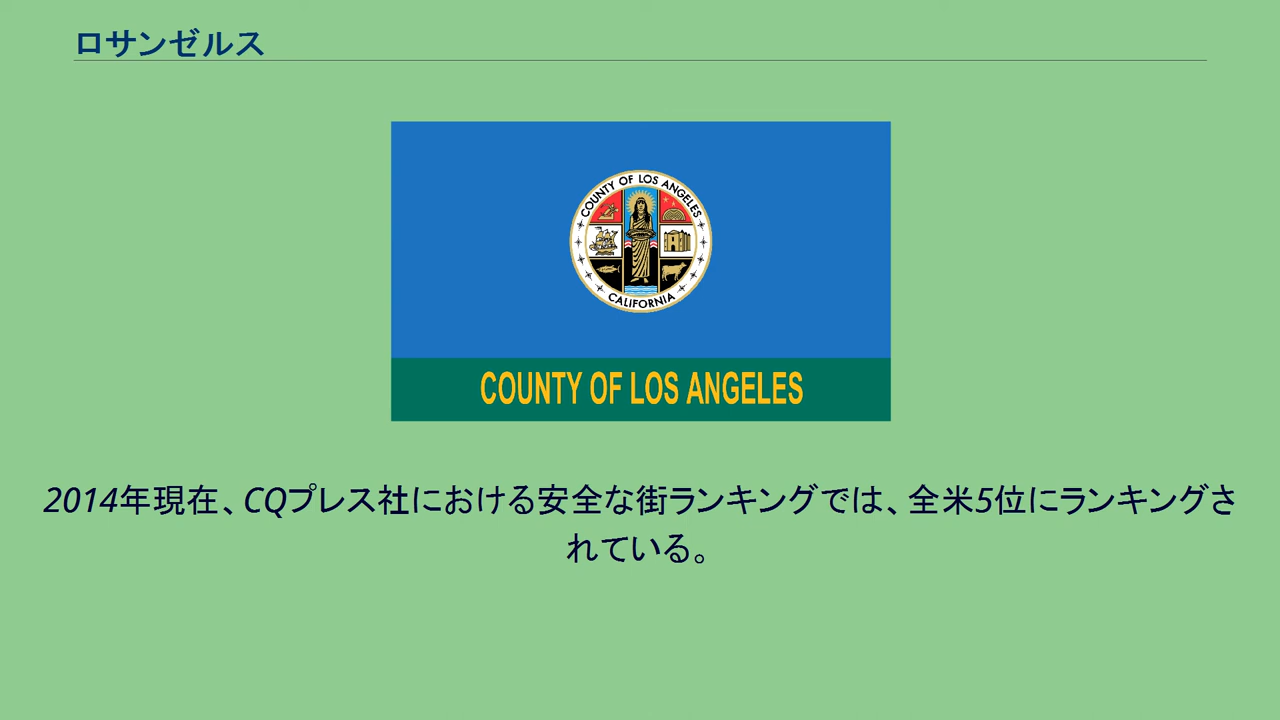 ロサンゼルス
COUNTY OF LOS ANGELES
CALIFORNIA
COUNTY OF LOS ANGELES
2014年現在、CQプレス社における安全な街ランキングでは、全米5位にランキングさ
れている。